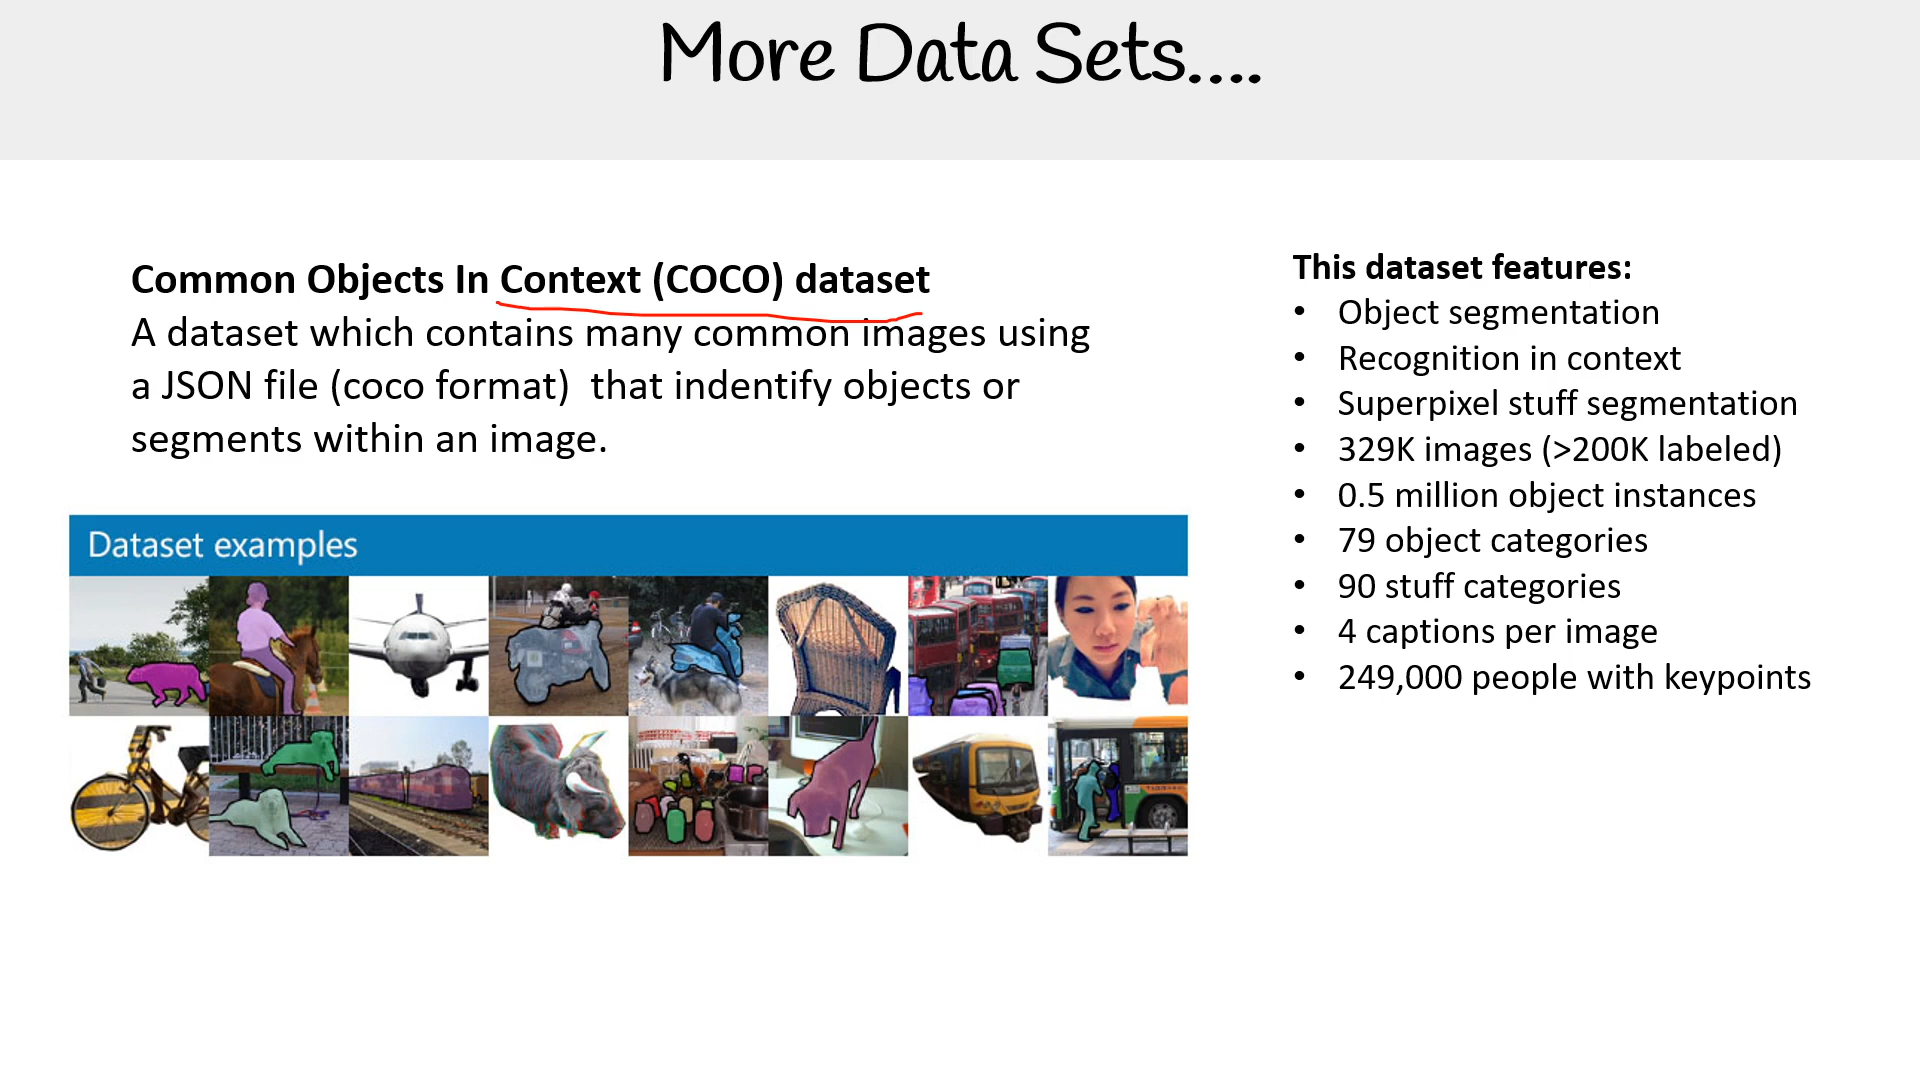 More Data Sets....
Common Objects In Context (COCO) dataset
A dataset which contains many common images using
a JSON file (coco format)  that indentify objects or
segments within an image.
Dataset examples
This dataset features:
• Object segmentation
• Recognition in context
• Superpixel stuff segmentation
• 329K images (>200K labeled)
• 0.5 million object instances
• 79 object categories
• 90 stuff categories
• 4 captions per image
• 249,000 people with keypoints